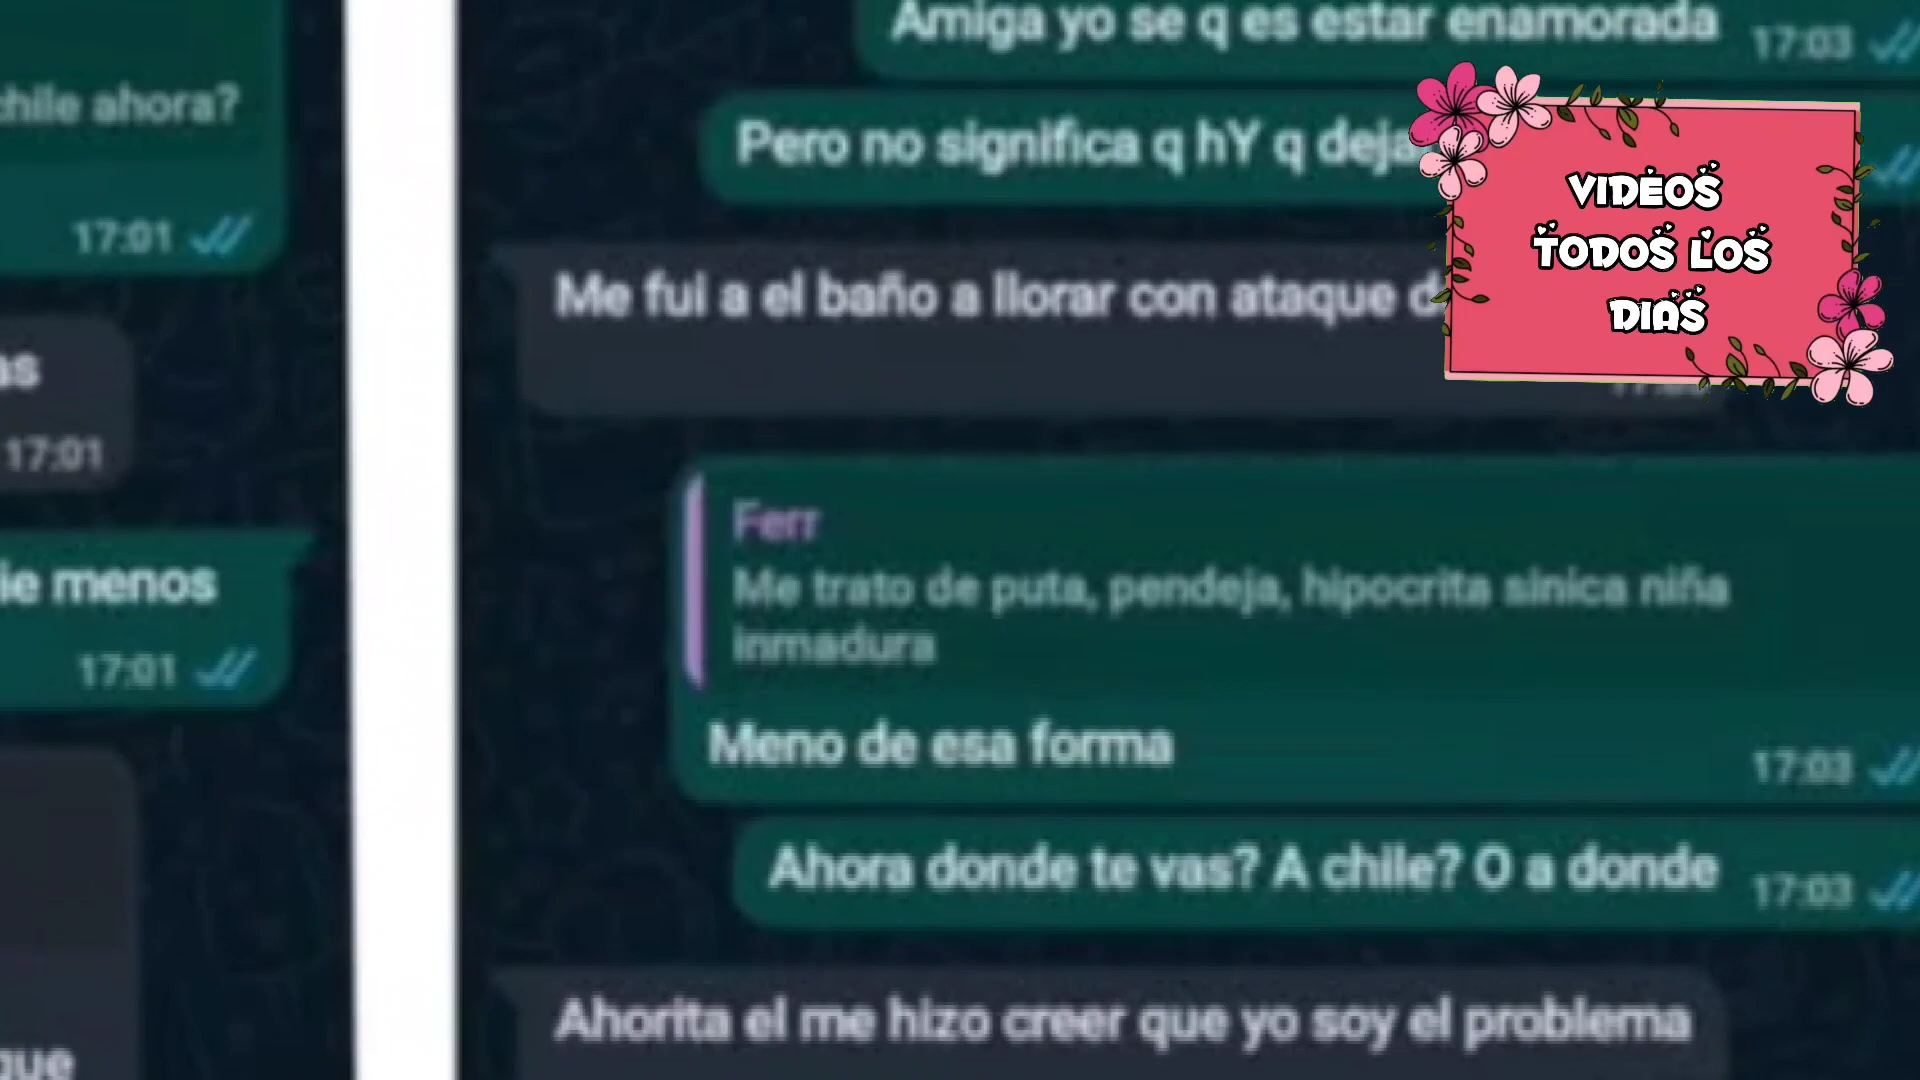 chile ahora?
17:01
as
17:01
ie menos
17:01
que
Amiga yo se q es estar enamorada
17:03
Pero no significa q hY q deja
Me fui a el baño a llorar con ataque d
Ferr
Me trato de puta, pendeja, hipocrita sinica niña
inmadura
Meno de esa forma
17:03
Ahora donde te vas? A chile? O a donde
17:03
Ahorita el me hizo creer que yo soy el problema
VIDEOS
TODOS LOS
DIAS